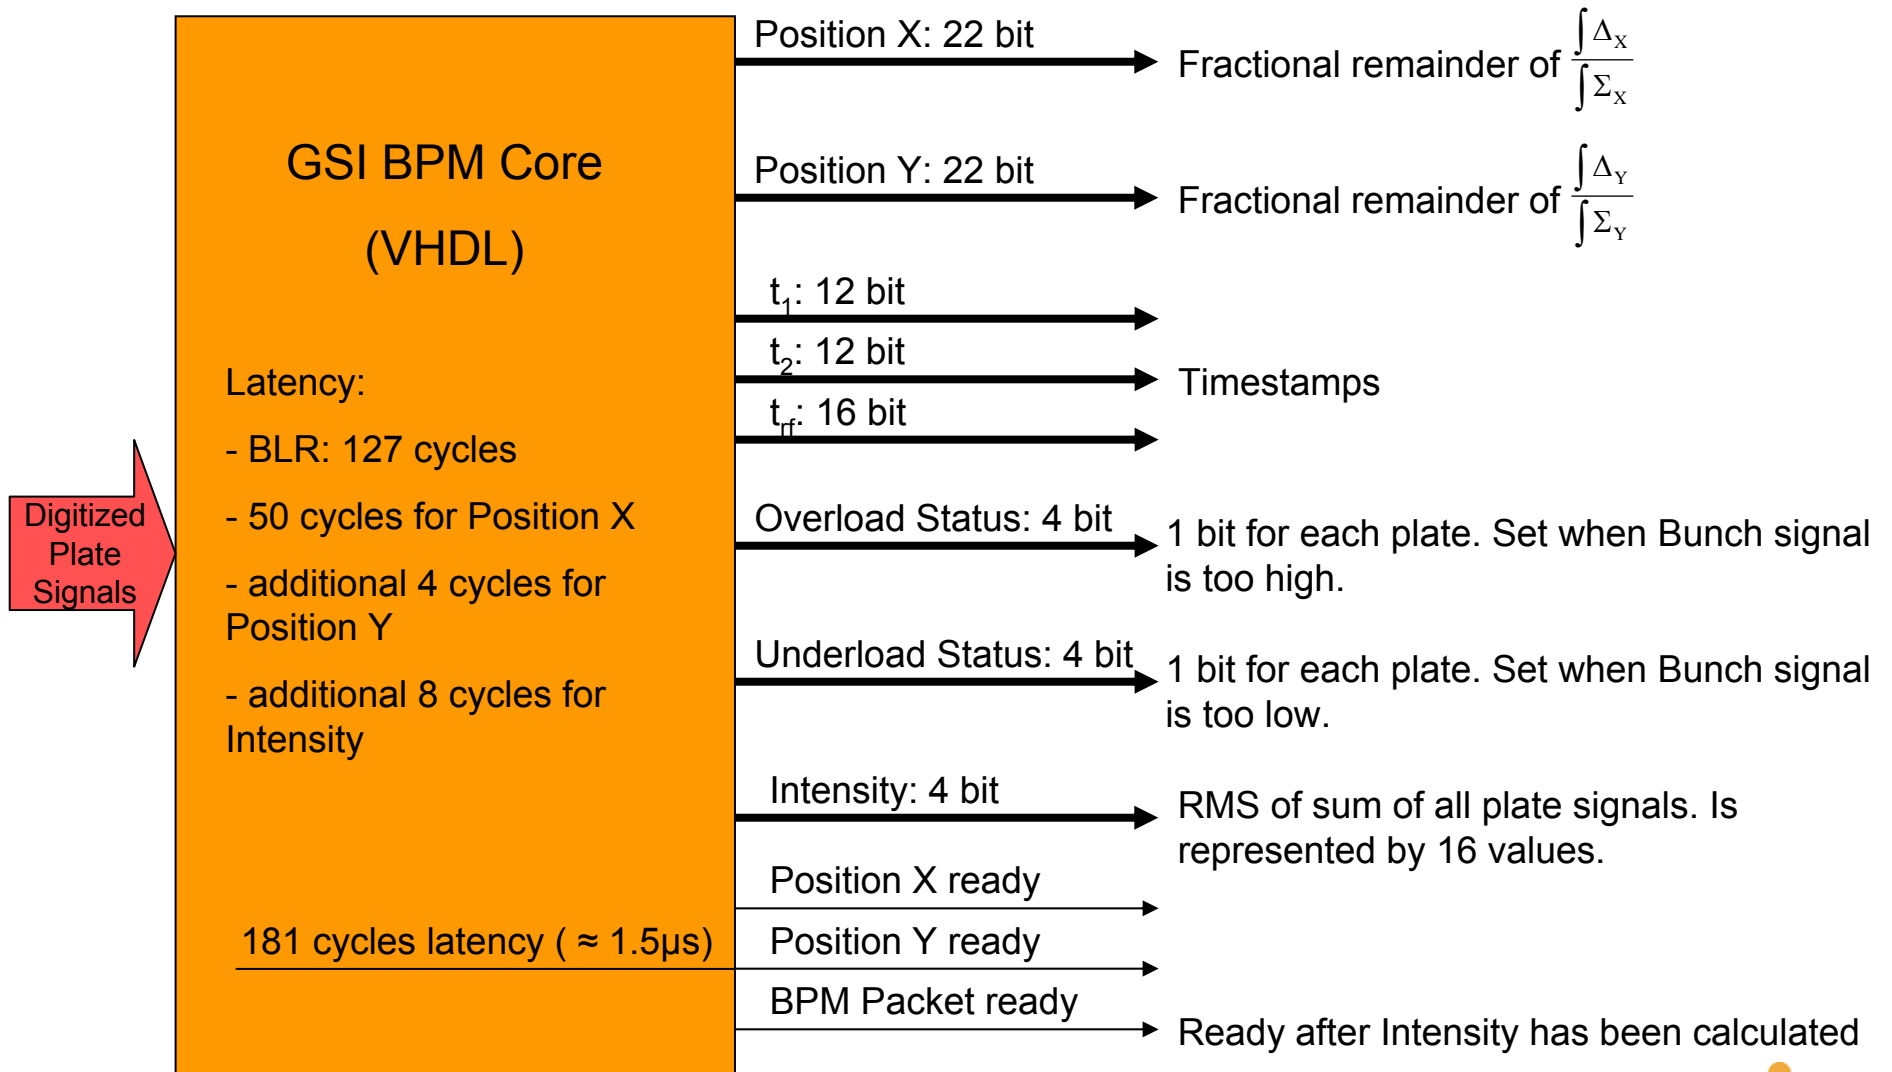 Position X: 22 bit
Fractional remainder of ∫Δ_X / ∫Σ_X
GSI BPM Core
(VHDL)
Position Y: 22 bit
Fractional remainder of ∫Δ_Y / ∫Σ_Y
t₁: 12 bit
t₂: 12 bit
t_rf: 16 bit
Timestamps
Latency:
- BLR: 127 cycles
- 50 cycles for Position X
- additional 4 cycles for
Position Y
- additional 8 cycles for
Intensity
Digitized
Plate
Signals
Overload Status: 4 bit
1 bit for each plate. Set when Bunch signal
is too high.
Underload Status: 4 bit
1 bit for each plate. Set when Bunch signal
is too low.
Intensity: 4 bit
RMS of sum of all plate signals. Is
represented by 16 values.
Position X ready
181 cycles latency ( ≈ 1.5µs)
Position Y ready
BPM Packet ready
Ready after Intensity has been calculated